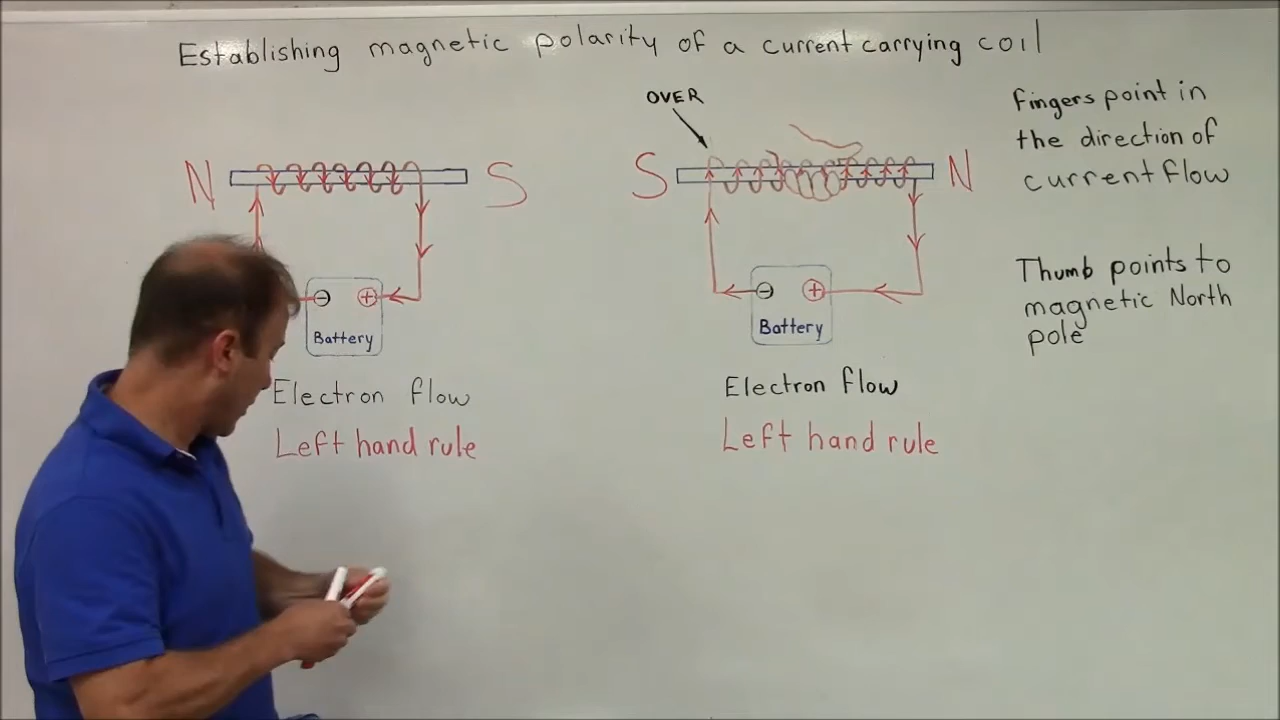 Establishing magnetic polarity of a current carrying coil
OVER
N
S
S
N
⊖ ⊕
Battery
Electron flow
Left hand rule
⊖ ⊕
Battery
Electron flow
Left hand rule
Fingers point in
the direction of
current flow
Thumb points to
magnetic North
pole